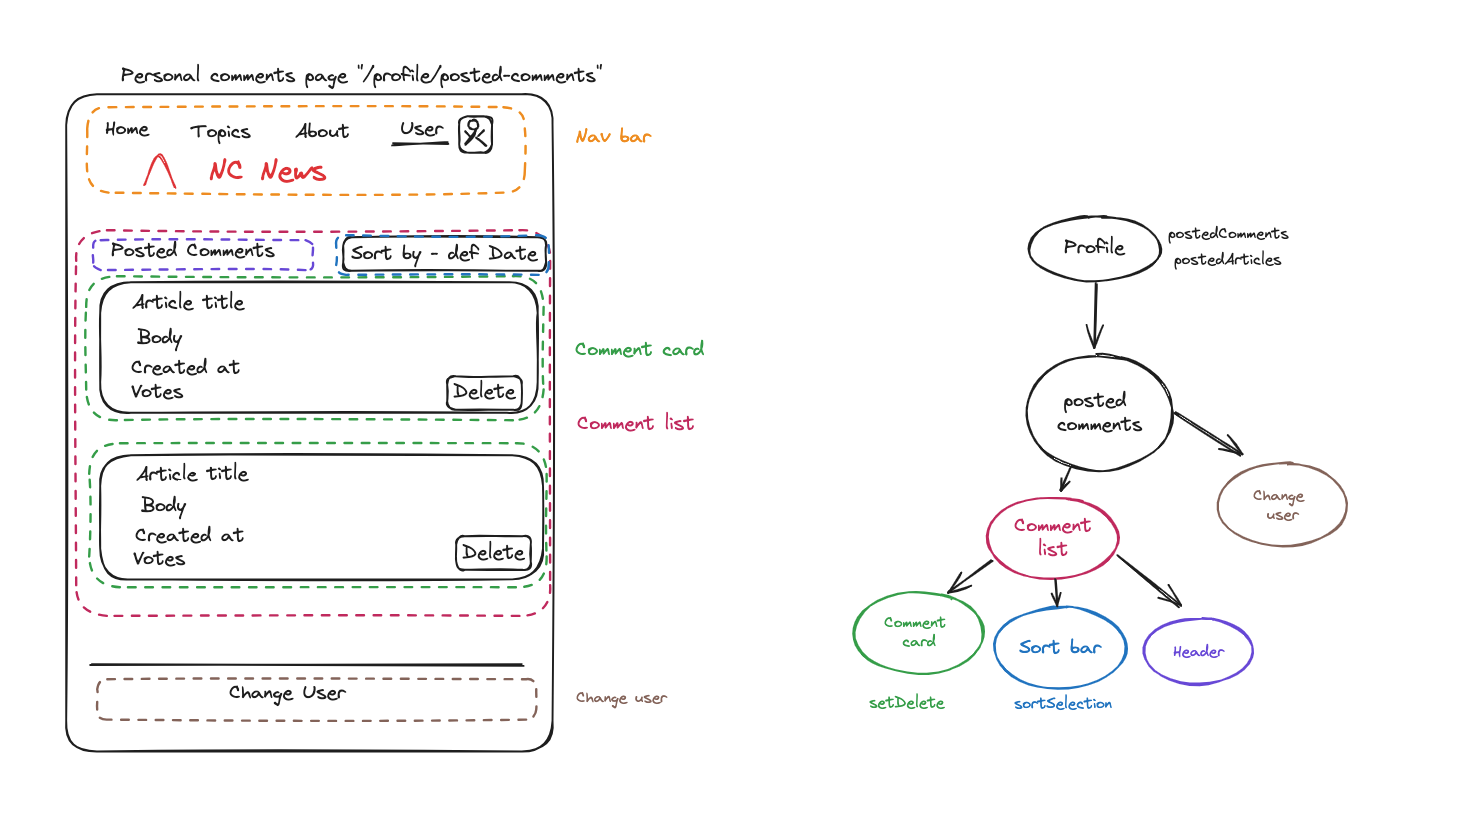 Personal comments page "/profile/posted-comments"
Home Topics About User
NC News
Nav bar
Posted Comments
Sort by - def Date
Article title
Body
Created at
Votes
Delete
Comment card
Comment list
Article title
Body
Created at
Votes
Delete
Change User
Change user
Profile
postedComments
postedArticles
posted
comments
Change
user
Comment
list
Comment
card
Sort bar
Header
setDelete
sortSelection